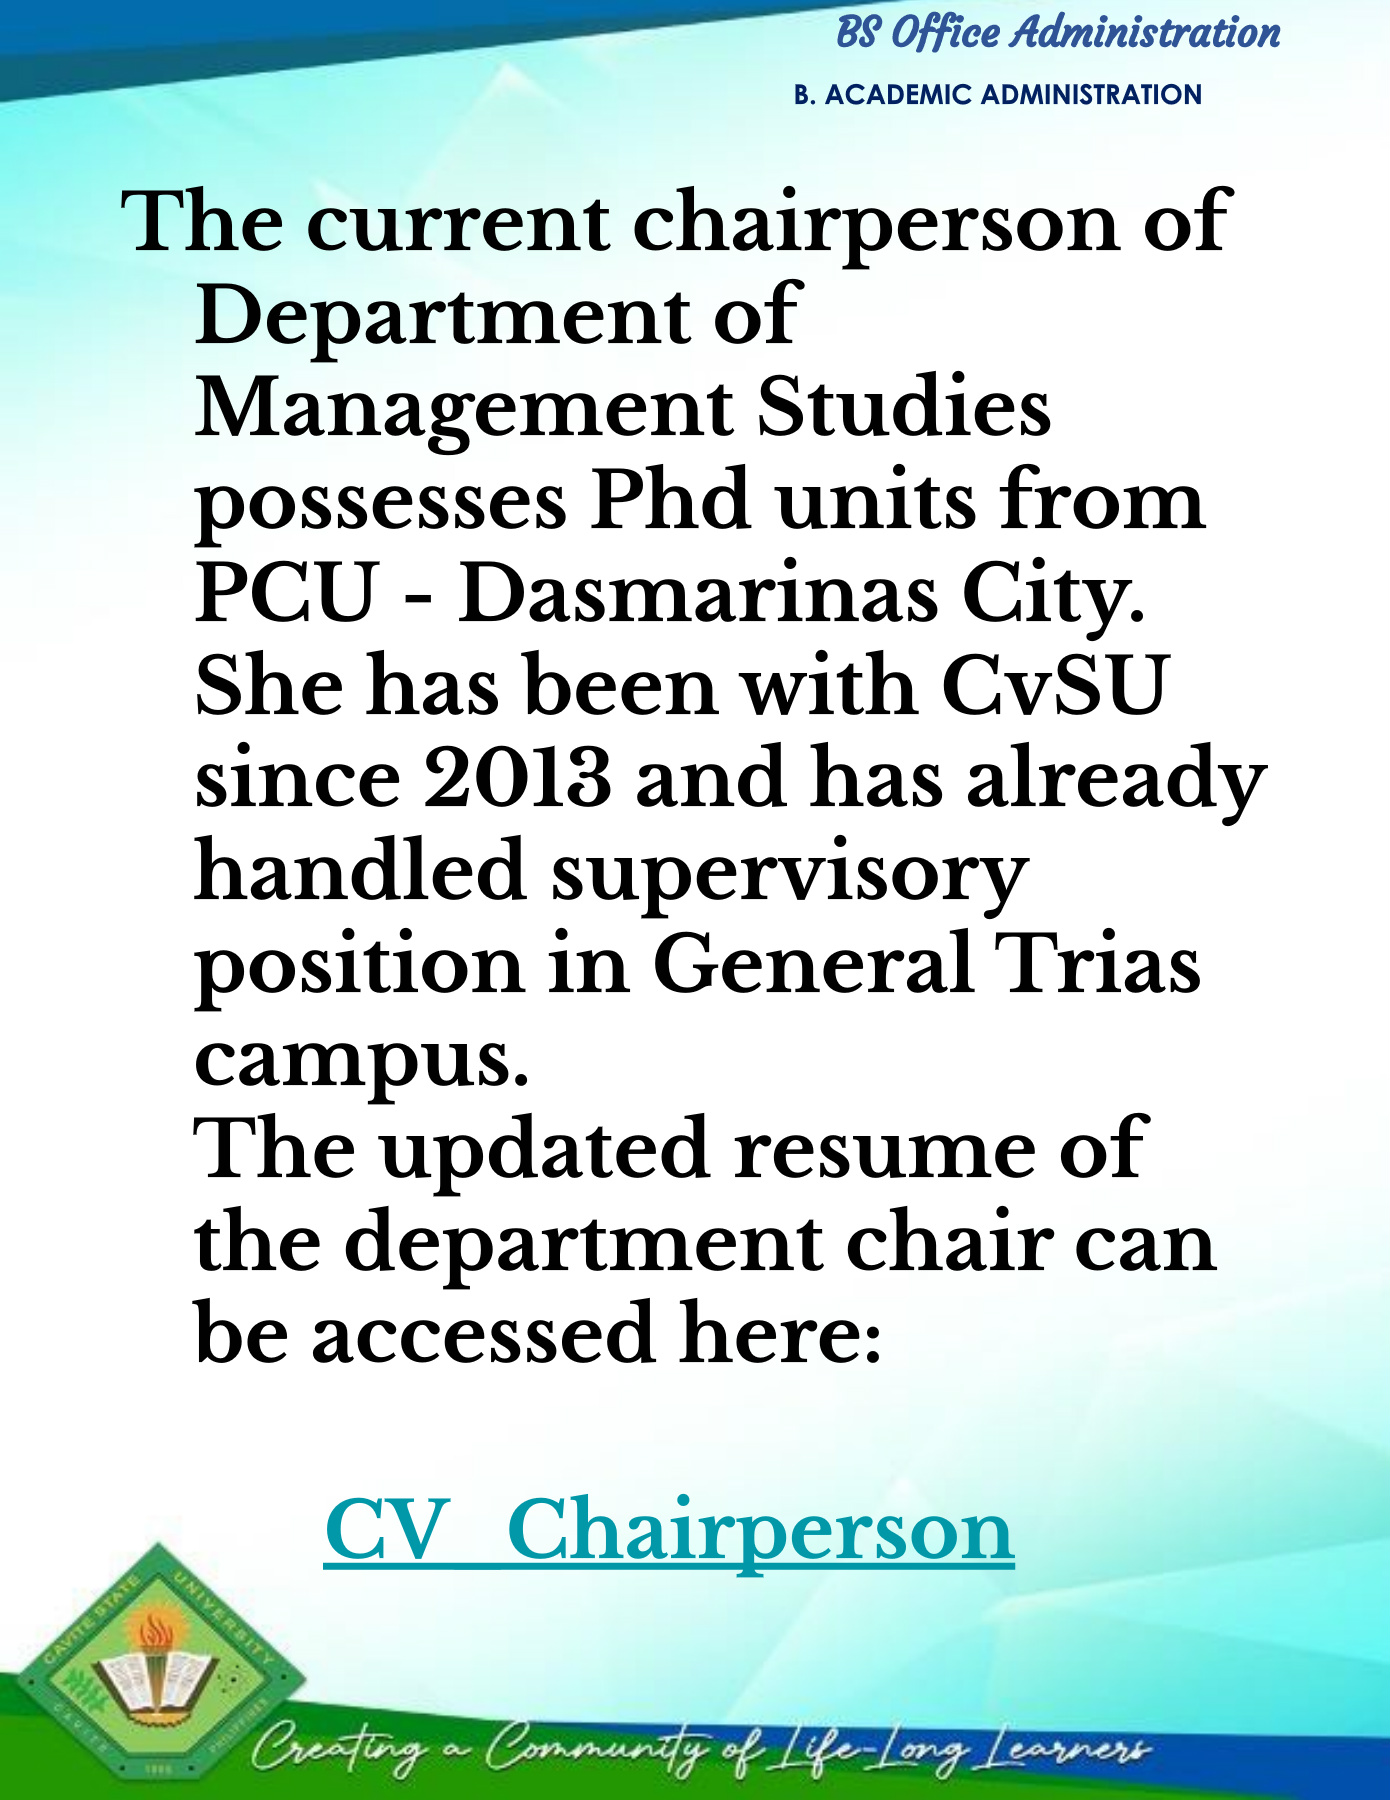 BS Office Administration
B. ACADEMIC ADMINISTRATION
The current chairperson of
Department of
Management Studies
possesses Phd units from
PCU - Dasmarinas City.
She has been with CvSU
since 2013 and has already
handled supervisory
position in General Trias
campus.
The updated resume of
the department chair can
be accessed here:
CV_Chairperson
CAVITE STATE UNIVERSITY
CAVITE
PHILIPPINES
1906
Creating a Community of Life-Long Learners